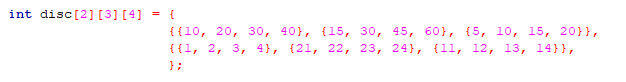 int disc[2][3][4] = {
{{10, 20, 30, 40}, {15, 30, 45, 60}, {5, 10, 15, 20}},
{{1, 2, 3, 4}, {21, 22, 23, 24}, {11, 12, 13, 14}},
};